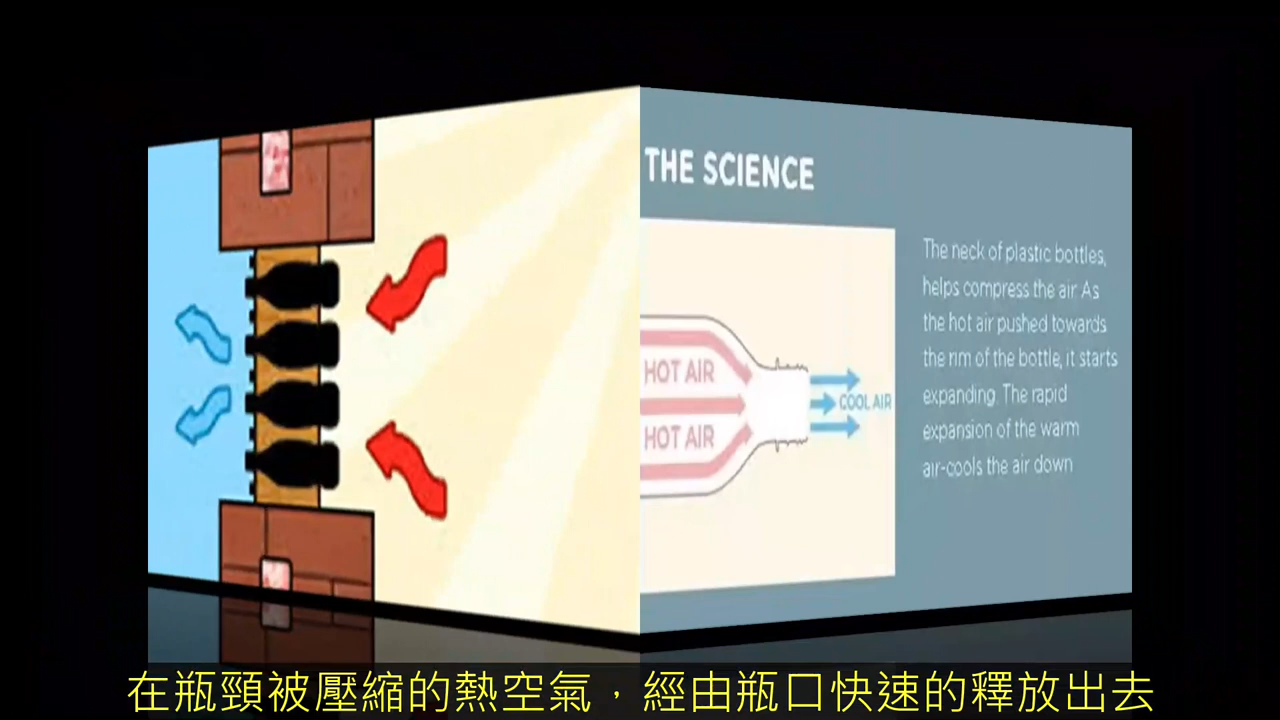 THE SCIENCE
HOT AIR
HOT AIR
COOL AIR
The neck of plastic bottles,
helps compress the air. As
the hot air pushed towards
the rim of the bottle, it starts
expanding. The rapid
expansion of the warm
air-cools the air down
在瓶頸被壓縮的熱空氣，經由瓶口快速的釋放出去